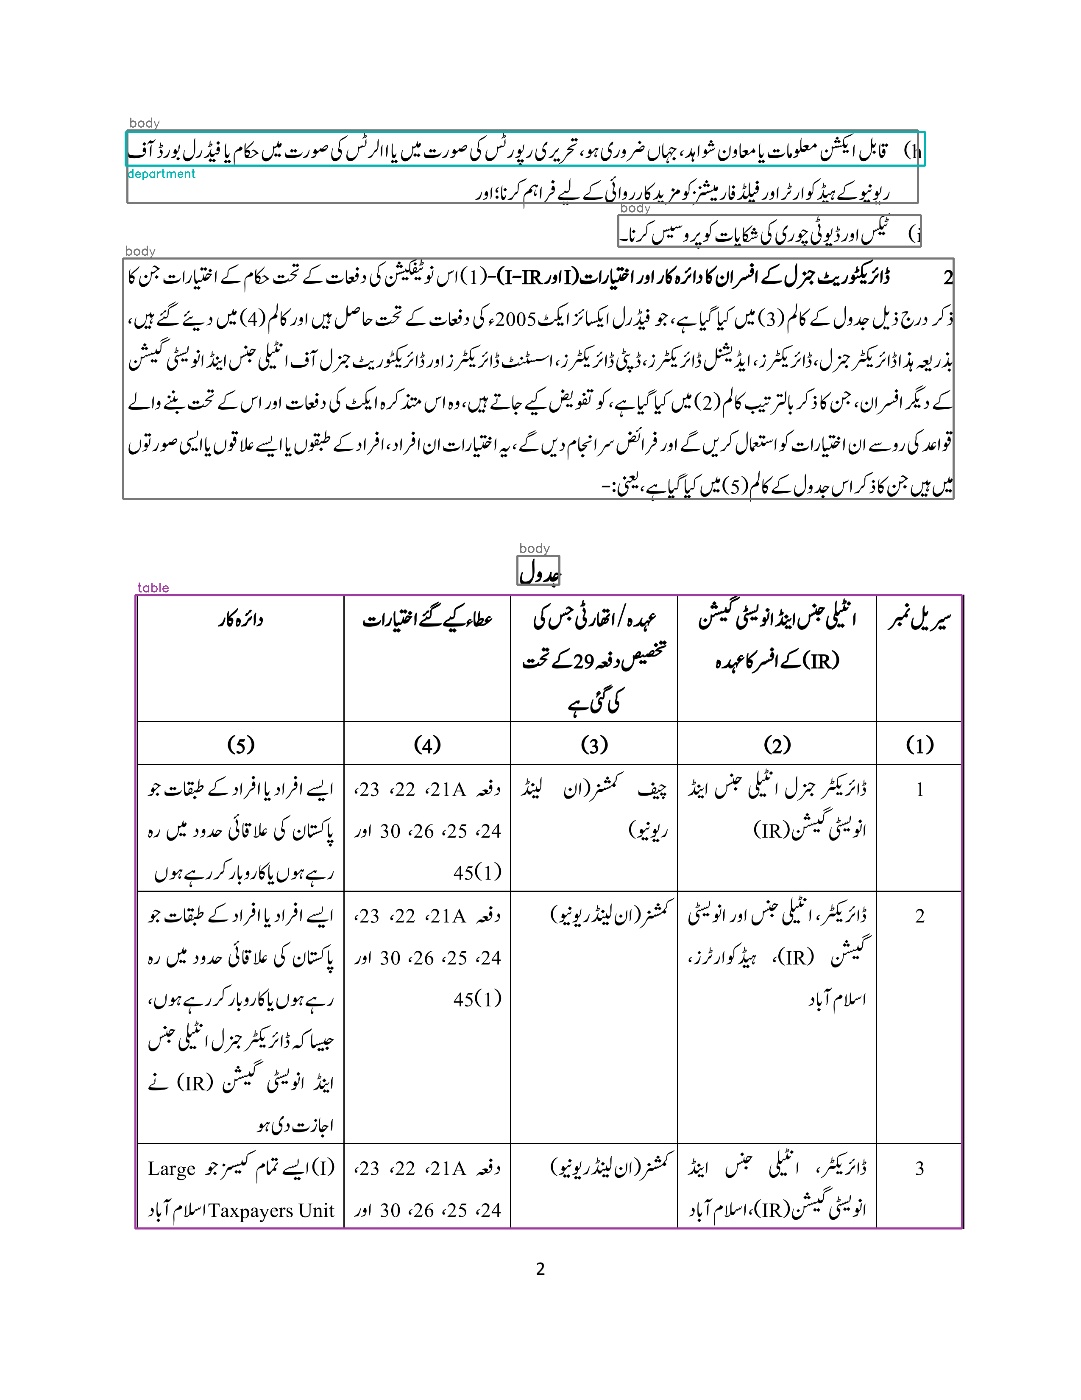 body
h) قابل ایکشن معلومات یا معاون شواہد، جہاں ضروری ہو، تحریری رپورٹس کی صورت میں یا االرٹس کی صورت میں حکام یا فیڈرل بورڈ آف
department
ریونیو کے ہیڈ کوارٹر اور فیلڈ فارمیشنز کو مزید کارروائی کے لیے فراہم کرنا؛ اور
body
i) ٹیکس اور ڈیوٹی چوری کی شکایات کو پروسیس کرنا۔
body
2 ڈائریکٹوریٹ جنرل کے افسران کا دائرہ کار اور اختیارات (I اور I-IR)-(1) اس نوٹیفکیشن کی دفعات کے تحت حکام کے اختیارات جن کا
ذکر درج ذیل جدول کے کالم (3) میں کیا گیا ہے، جو فیڈرل ایکسائز ایکٹ 2005ء کی دفعات کے تحت حاصل ہیں اور کالم (4) میں دیئے گئے ہیں،
بذریعہ ہذا ڈائریکٹر جنرل، ڈائریکٹرز، ایڈیشنل ڈائریکٹرز، ڈپٹی ڈائریکٹرز، اسسٹنٹ ڈائریکٹرز اور ڈائریکٹوریٹ جنرل آف انٹیلی جنس اینڈ انویسٹی گیشن
کے دیگر افسران، جن کا ذکر بالترتیب کالم (2) میں کیا گیا ہے، کو تفویض کیے جاتے ہیں، وہ اس متذکرہ ایکٹ کی دفعات اور اس کے تحت بننے والے
قواعد کی رو سے ان اختیارات کو استعمال کریں گے اور فرائض سر انجام دیں گے، یہ اختیارات ان افراد، افراد کے طبقوں یا ایسے علاقوں یا ایسی صورتوں
میں ہیں جن کا ذکر اس جدول کے کالم (5) میں کیا گیا ہے، یعنی:-
body
جدول
table
سیریل نمبر
انٹیلی جنس اینڈ انویسٹی گیشن
(IR) کے افسر کا عہدہ
عہدہ / اتھارٹی جس کی
تخصیص دفعہ 29 کے تحت
کی گئی ہے
عطاء کیے گئے اختیارات
دائرہ کار
(1)
(2)
(3)
(4)
(5)
1
ڈائریکٹر جنرل انٹیلی جنس اینڈ
انویسٹی گیشن (IR)
چیف کمشنر (ان لینڈ
ریونیو)
دفعہ 21A، 22، 23،
24، 25، 26، 30 اور
45(1)
ایسے افراد یا افراد کے طبقات جو
پاکستان کی علاقائی حدود میں رہ
رہے ہوں یا کاروبار کر رہے ہوں
2
ڈائریکٹر، انٹیلی جنس اور انویسٹی
گیشن (IR)، ہیڈ کوارٹرز،
اسلام آباد
کمشنر (ان لینڈ ریونیو)
دفعہ 21A، 22، 23،
24، 25، 26، 30 اور
45(1)
ایسے افراد یا افراد کے طبقات جو
پاکستان کی علاقائی حدود میں رہ
رہے ہوں یا کاروبار کر رہے ہوں،
جیسا کہ ڈائریکٹر جنرل انٹیلی جنس
اینڈ انویسٹی گیشن (IR) نے
اجازت دی ہو
3
ڈائریکٹر، انٹیلی جنس اینڈ
انویسٹی گیشن (IR)، اسلام آباد
کمشنر (ان لینڈ ریونیو)
دفعہ 21A، 22، 23،
24، 25، 26، 30 اور
(I) ایسے تمام کیسز جو Large
Taxpayers Unit اسلام آباد
2